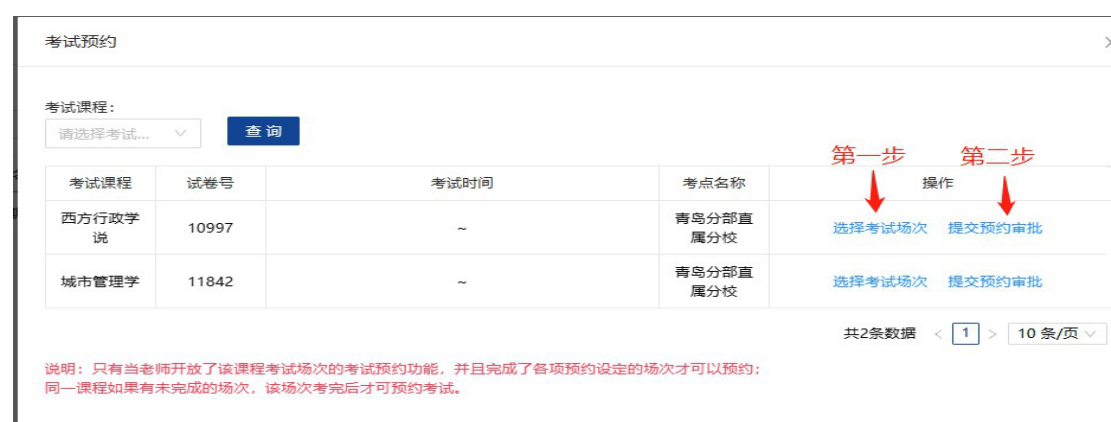 考试预约
考试课程：
请选择考试...
查 询
第一步 第二步
考试课程 试卷号 考试时间 考点名称 操作
西方行政学
说
10997
~
青岛分部直
属分校
选择考试场次 提交预约审批
城市管理学
11842
~
青岛分部直
属分校
选择考试场次 提交预约审批
共2条数据 < 1 > 10 条/页
说明：只有当老师开放了该课程考试场次的考试预约功能，并且完成了各项预约设定的场次才可以预约；
同一课程如果有未完成的场次，该场次考完后才可预约考试。